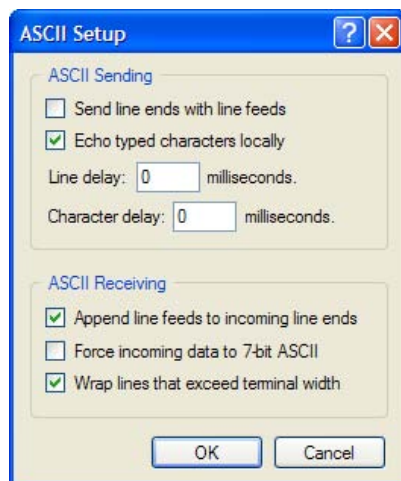 ASCII Setup
ASCII Sending
Send line ends with line feeds
Echo typed characters locally
Line delay: 0 milliseconds.
Character delay: 0 milliseconds.
ASCII Receiving
Append line feeds to incoming line ends
Force incoming data to 7-bit ASCII
Wrap lines that exceed terminal width
OK Cancel